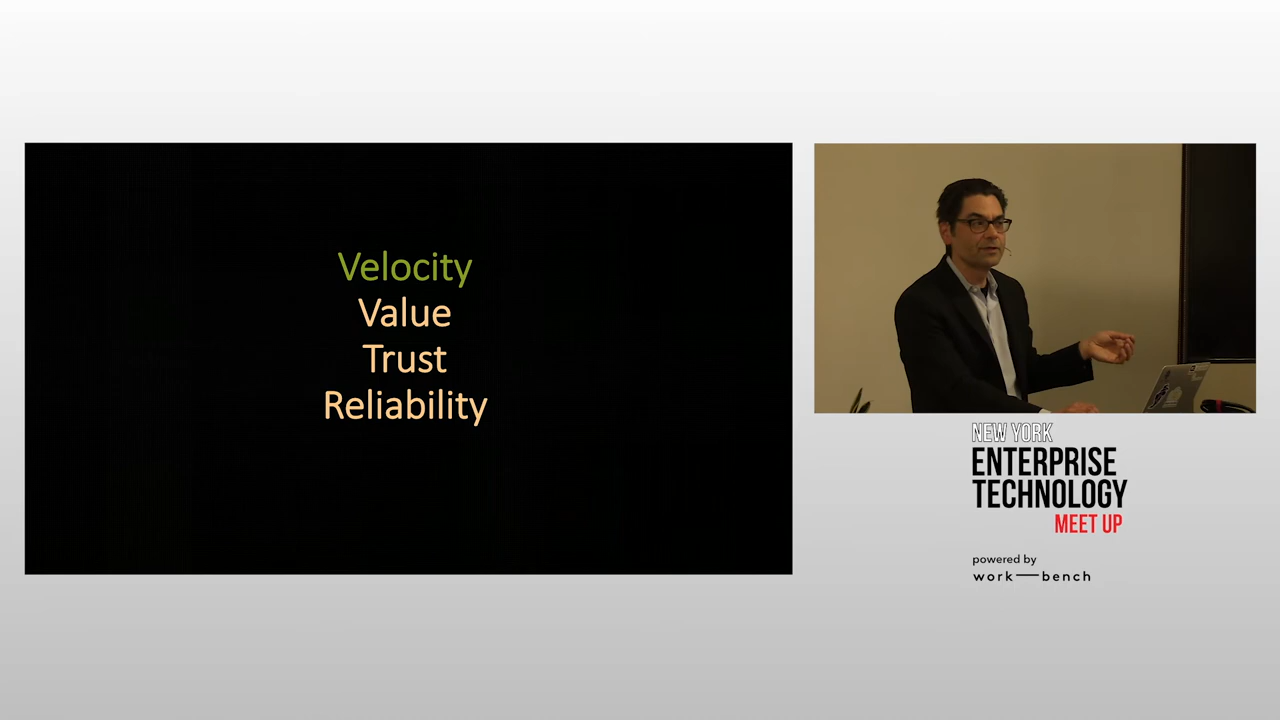 Velocity
Value
Trust
Reliability
NEW YORK
ENTERPRISE
TECHNOLOGY
MEET UP
powered by
work—bench